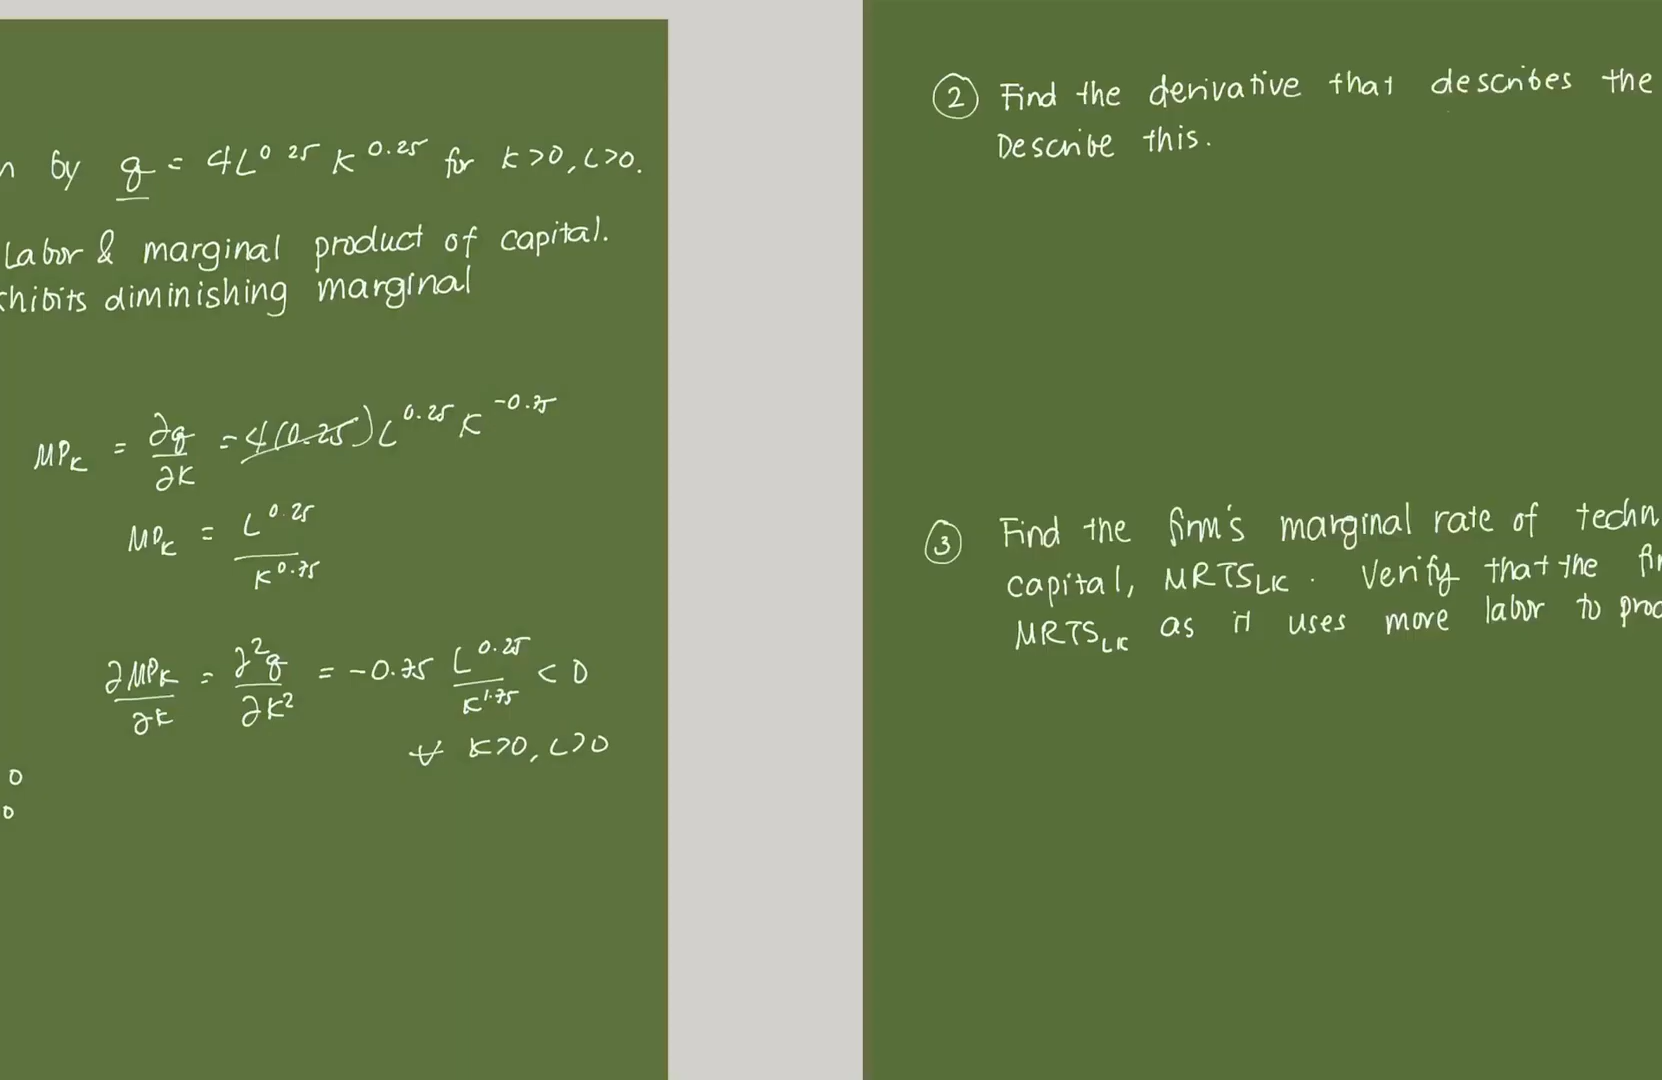 n by q = 4L^0.25 K^0.25 for K>0, L>0.
Labor & marginal product of capital.
xhibits diminishing marginal
MP_K = ∂q/∂K = 4(0.25) L^0.25 K^-0.75
MP_K = L^0.25 / K^0.75
∂MP_K/∂K = ∂²q/∂K² = -0.75 L^0.25 / K^1.75 < 0
∀ K>0, L>0
0
0
② Find the derivative that describes the
Describe this.
③ Find the firm's marginal rate of techn
capital, MRTS_LK. Verify that the fir
MRTS_LK as it uses more labor to prod